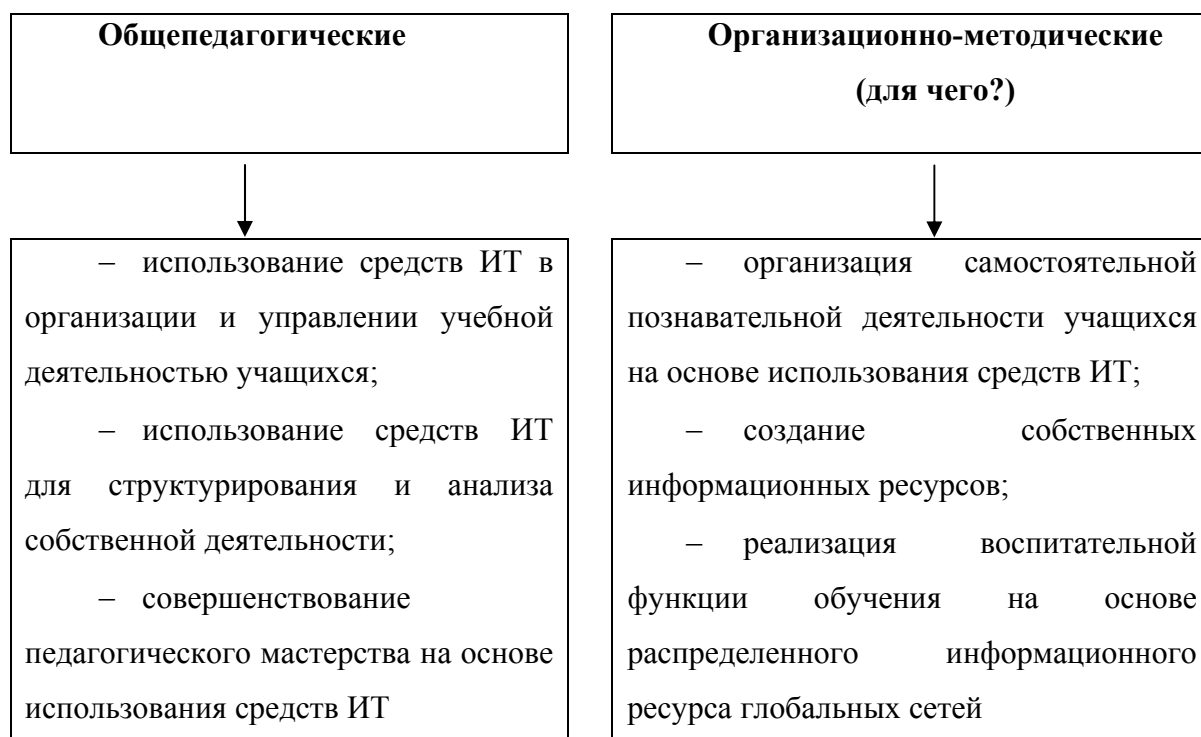 Общепедагогические
Организационно-методические
(для чего?)
– использование средств ИТ в
организации и управлении учебной
деятельностью учащихся;
– использование средств ИТ
для структурирования и анализа
собственной деятельности;
– совершенствование
педагогического мастерства на основе
использования средств ИТ
– организация самостоятельной
познавательной деятельности учащихся
на основе использования средств ИТ;
– создание собственных
информационных ресурсов;
– реализация воспитательной
функции обучения на основе
распределенного информационного
ресурса глобальных сетей